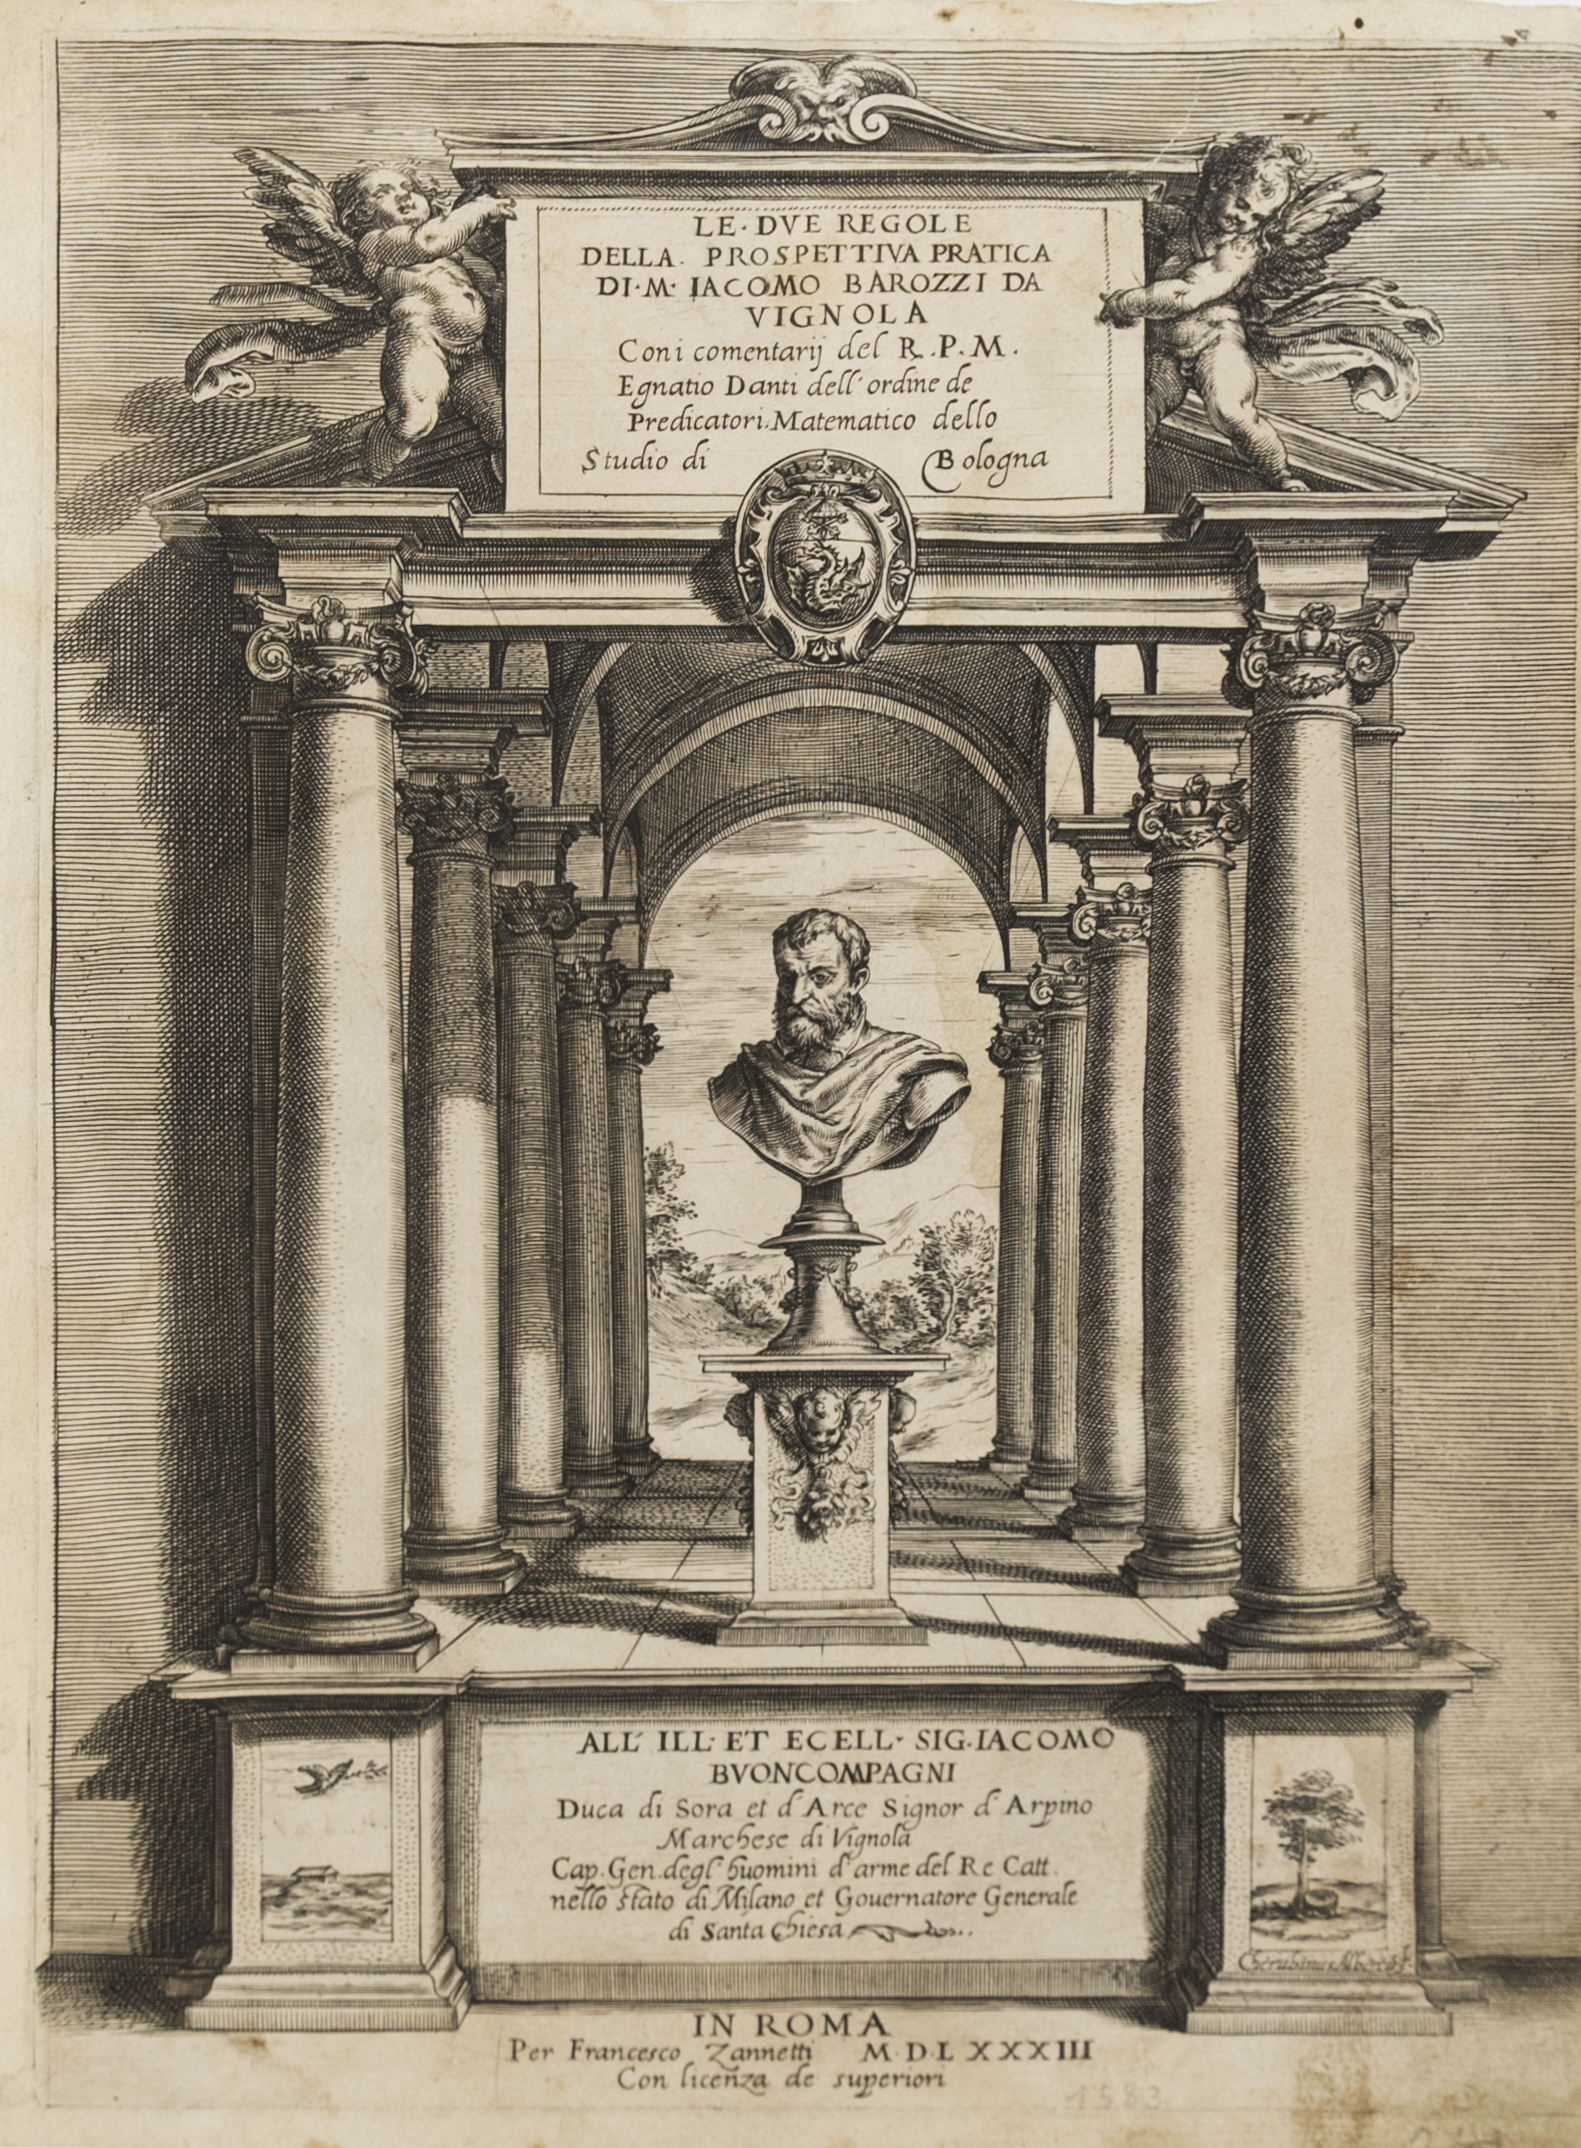 LE·DVE REGOLE
DELLA. PROSPETTIVA PRATICA
DI·M· IACOMO BAROZZI DA
VIGNOLA
Con i comentarij del R.P.M.
Egnatio Danti dell'ordine de
Predicatori.Matematico dello
Studio di Bologna
ALL' ILL· ET ECELL· SIG.IACOMO
BVONCOMPAGNI
Duca di Sora et d'Arce Signor d'Arpino
Marchese di Vignola
Cap.Gen.degl'huomini d'arme del Re Catt.
nello stato di Milano et Gouernatore Generale
di Santa Chiesa
Cherubinus
IN ROMA
Per Francesco Zannetti M·D·LXXXIII
Con licenza de superiori
1583